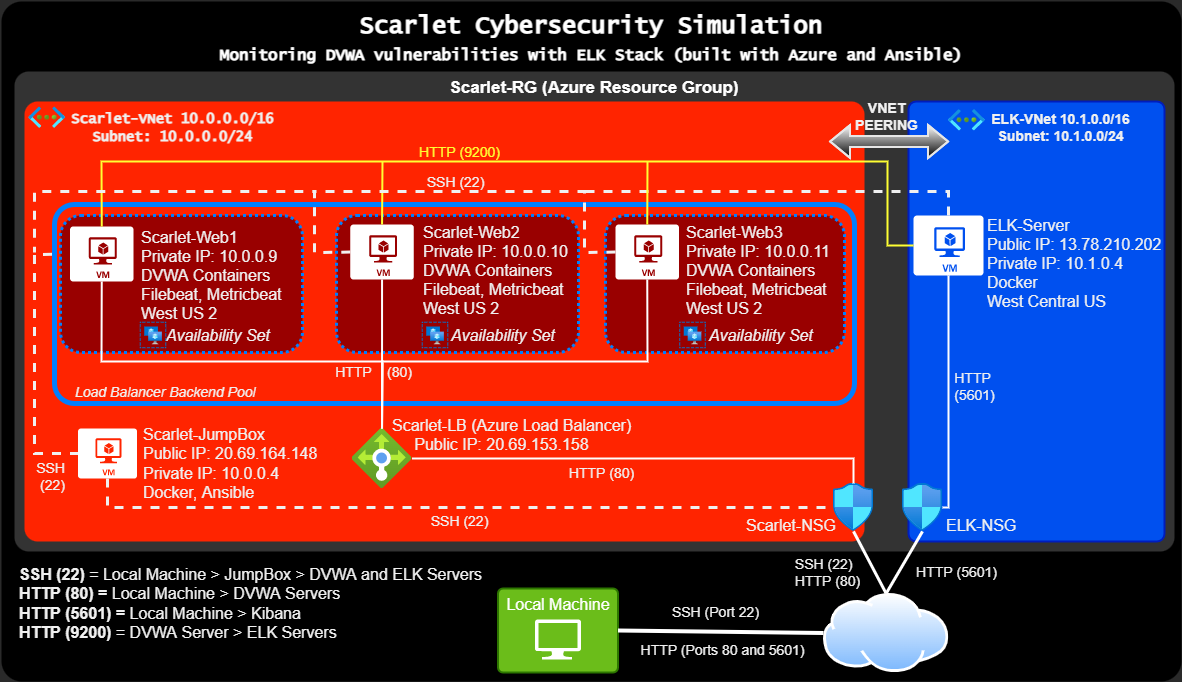 Scarlet Cybersecurity Simulation
Monitoring DVWA vulnerabilities with ELK Stack (built with Azure and Ansible)
Scarlet-RG (Azure Resource Group)
Scarlet-VNet 10.0.0.0/16
Subnet: 10.0.0.0/24
VNET
PEERING
ELK-VNet 10.1.0.0/16
Subnet: 10.1.0.0/24
HTTP (9200)
SSH (22)
VM
Scarlet-Web1
Private IP: 10.0.0.9
DVWA Containers
Filebeat, Metricbeat
West US 2
Availability Set
VM
Scarlet-Web2
Private IP: 10.0.0.10
DVWA Containers
Filebeat, Metricbeat
West US 2
Availability Set
VM
Scarlet-Web3
Private IP: 10.0.0.11
DVWA Containers
Filebeat, Metricbeat
West US 2
Availability Set
VM
ELK-Server
Public IP: 13.78.210.202
Private IP: 10.1.0.4
Docker
West Central US
HTTP (80)
Load Balancer Backend Pool
HTTP
(5601)
VM
Scarlet-JumpBox
Public IP: 20.69.164.148
Private IP: 10.0.0.4
Docker, Ansible
Scarlet-LB (Azure Load Balancer)
Public IP: 20.69.153.158
SSH
(22)
HTTP (80)
SSH (22)
Scarlet-NSG
ELK-NSG
SSH (22)
HTTP (80)
HTTP (5601)
SSH (22) = Local Machine > JumpBox > DVWA and ELK Servers
HTTP (80) = Local Machine > DVWA Servers
HTTP (5601) = Local Machine > Kibana
HTTP (9200) = DVWA Server > ELK Servers
Local Machine
SSH (Port 22)
HTTP (Ports 80 and 5601)